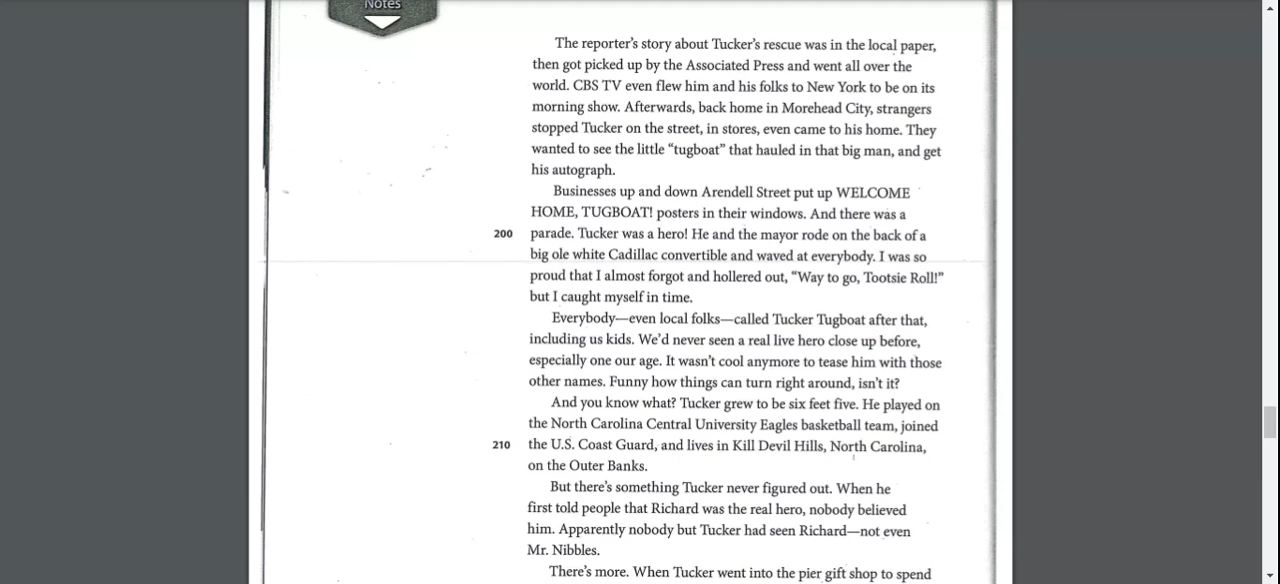 Notes
The reporter's story about Tucker's rescue was in the local paper,
then got picked up by the Associated Press and went all over the
world. CBS TV even flew him and his folks to New York to be on its
morning show. Afterwards, back home in Morehead City, strangers
stopped Tucker on the street, in stores, even came to his home. They
wanted to see the little “tugboat” that hauled in that big man, and get
his autograph.
Businesses up and down Arendell Street put up WELCOME
HOME, TUGBOAT! posters in their windows. And there was a
200 parade. Tucker was a hero! He and the mayor rode on the back of a
big ole white Cadillac convertible and waved at everybody. I was so
proud that I almost forgot and hollered out, “Way to go, Tootsie Roll!”
but I caught myself in time.
Everybody—even local folks—called Tucker Tugboat after that,
including us kids. We'd never seen a real live hero close up before,
especially one our age. It wasn't cool anymore to tease him with those
other names. Funny how things can turn right around, isn't it?
And you know what? Tucker grew to be six feet five. He played on
the North Carolina Central University Eagles basketball team, joined
210 the U.S. Coast Guard, and lives in Kill Devil Hills, North Carolina,
on the Outer Banks.
But there's something Tucker never figured out. When he
first told people that Richard was the real hero, nobody believed
him. Apparently nobody but Tucker had seen Richard—not even
Mr. Nibbles.
There's more. When Tucker went into the pier gift shop to spend